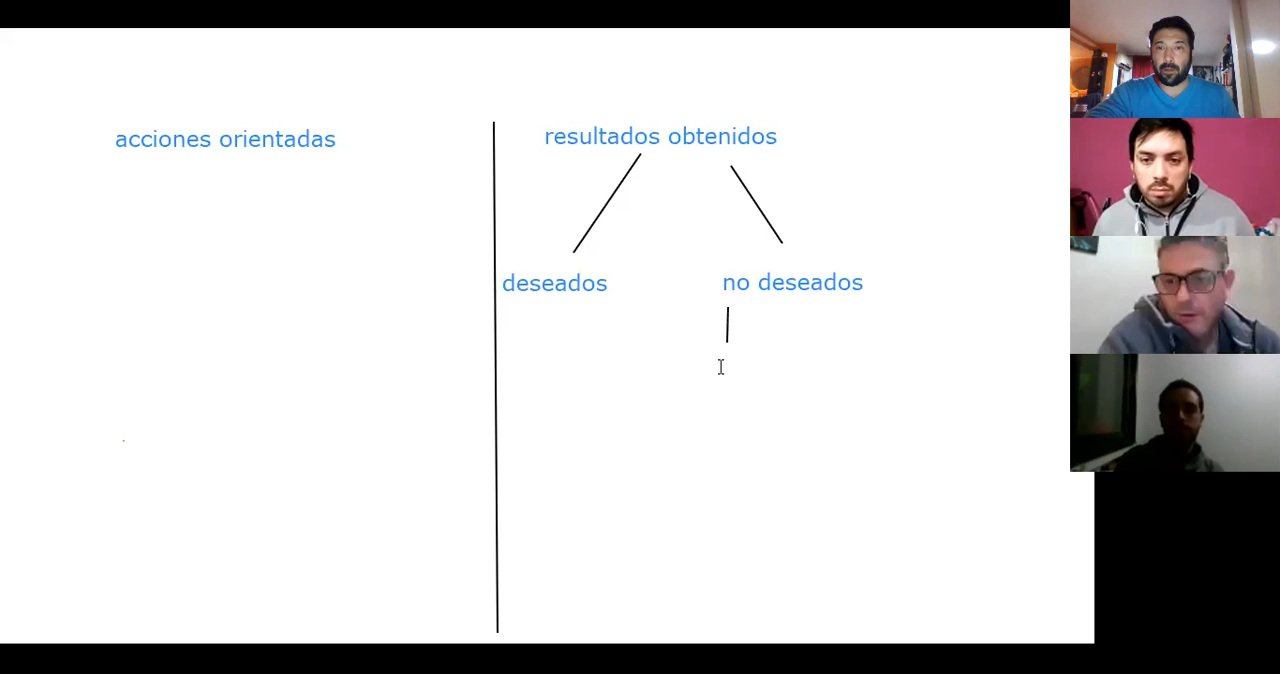 acciones orientadas
resultados obtenidos
deseados
no deseados